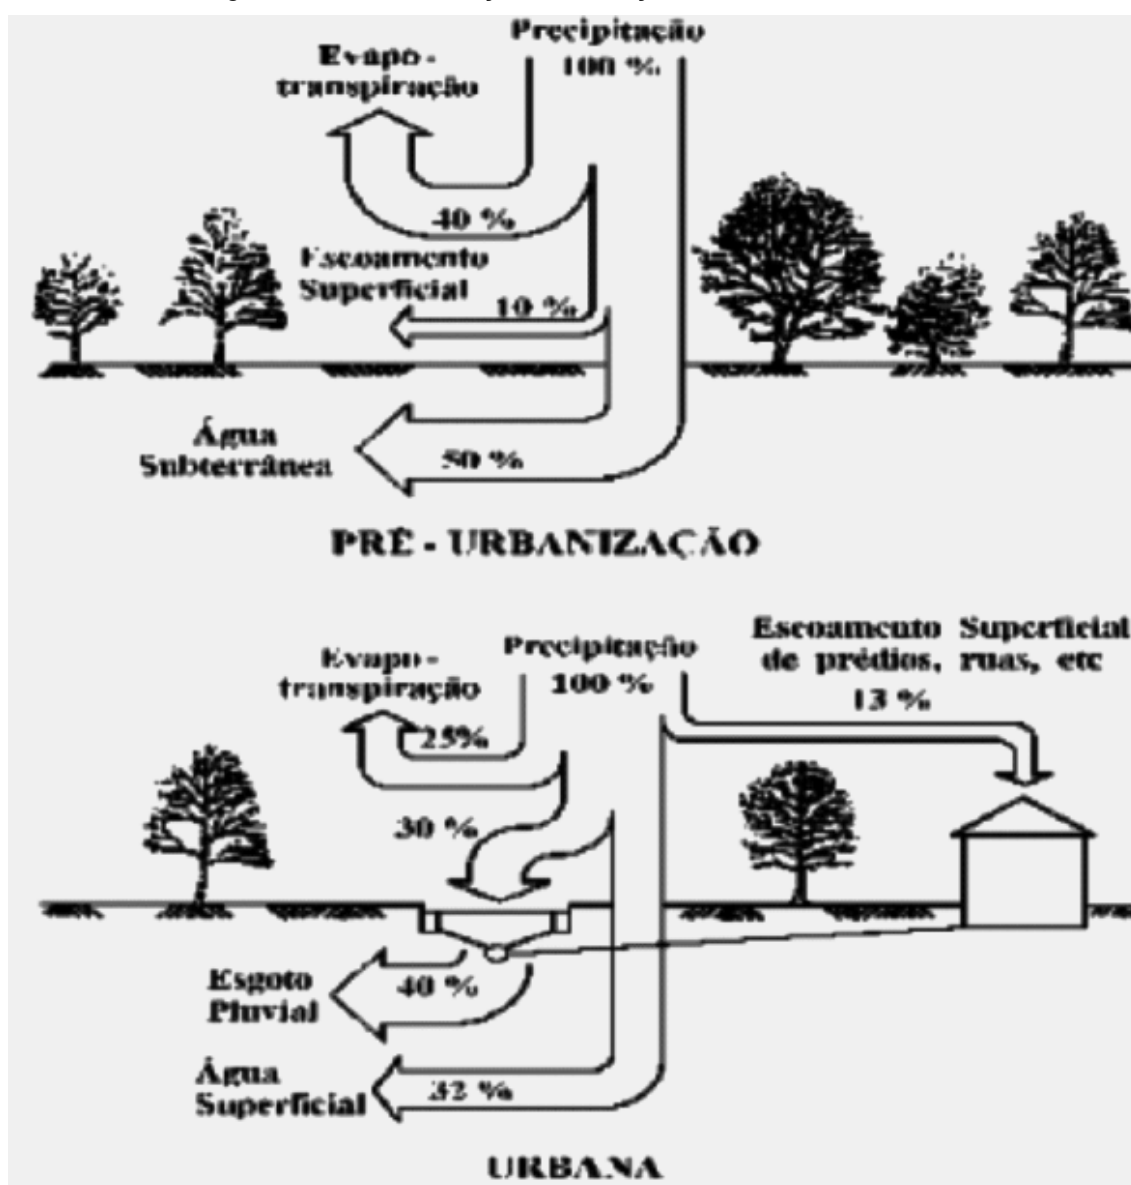 Precipitação
100 %
Evapo -
transpiração
40 %
Escoamento
Superficial
10 %
Água
Subterrânea
50 %
PRÉ - URBANIZAÇÃO
Escoamento Superficial
de prédios, ruas, etc
13 %
Precipitação
100 %
Evapo -
transpiração
25%
30 %
Esgoto
Pluvial
40 %
Água
Superficial
32 %
URBANA